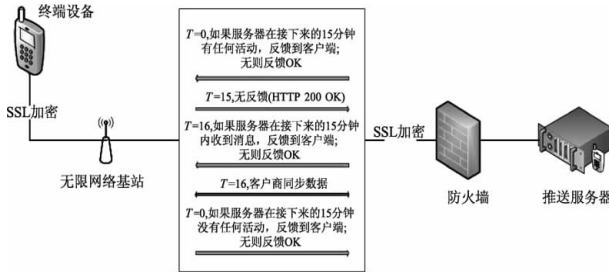 终端设备
SSL加密
无限网络基站
T=0,如果服务器在接下来的15分钟
有任何活动，反馈到客户端;
无则反馈OK
T=15,无反馈(HTTP 200 OK)
T=16,如果服务器在接下来的15分钟
内收到消息，反馈到客户端;
无则反馈OK
T=16,客户商同步数据
T=0,如果服务器在接下来的15分钟
没有任何活动，反馈到客户端;
无则反馈OK
SSL加密
防火墙
推送服务器